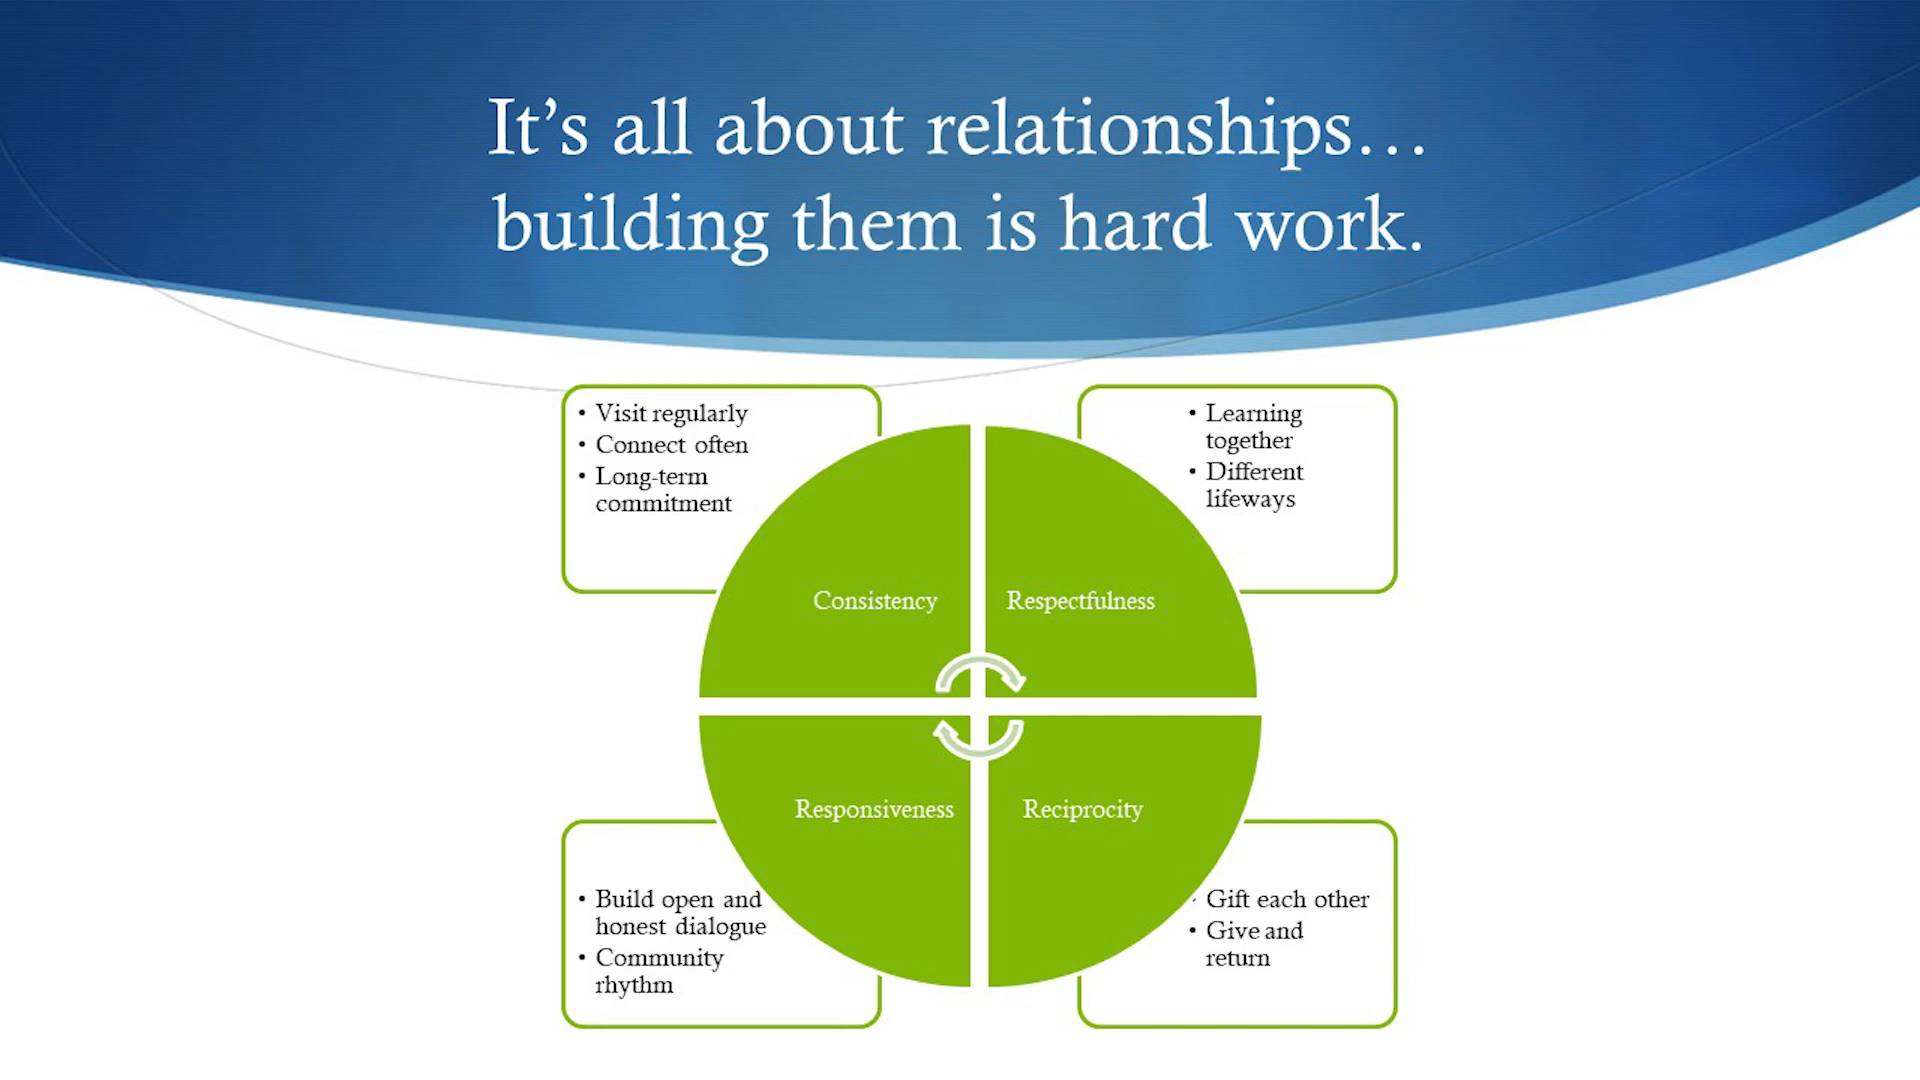 It's all about relationships…
building them is hard work.
• Visit regularly
• Connect often
• Long-term
commitment
• Learning
together
• Different
lifeways
Consistency
Respectfulness
Responsiveness
Reciprocity
• Build open and
honest dialogue
• Community
rhythm
• Gift each other
• Give and
return